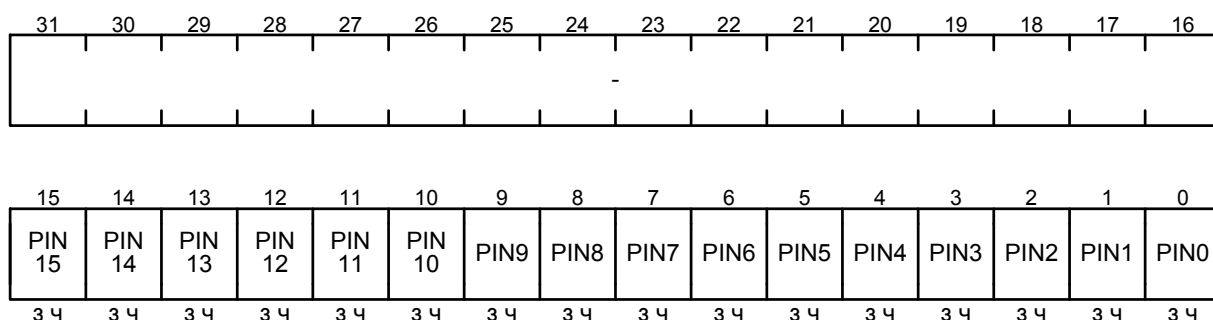 31 30 29 28 27 26 25 24 23 22 21 20 19 18 17 16
-
15 14 13 12 11 10 9 8 7 6 5 4 3 2 1 0
PIN 15 PIN 14 PIN 13 PIN 12 PIN 11 PIN 10 PIN9 PIN8 PIN7 PIN6 PIN5 PIN4 PIN3 PIN2 PIN1 PIN0
з ч з ч з ч з ч з ч з ч з ч з ч з ч з ч з ч з ч з ч з ч з ч з ч